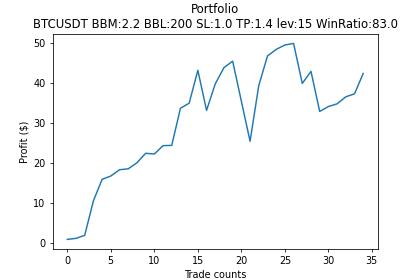 Portfolio
BTCUSDT BBM:2.2 BBL:200 SL:1.0 TP:1.4 lev:15 WinRatio:83.0
50
40
30
20
10
0
Profit ($)
0 5 10 15 20 25 30 35
Trade counts